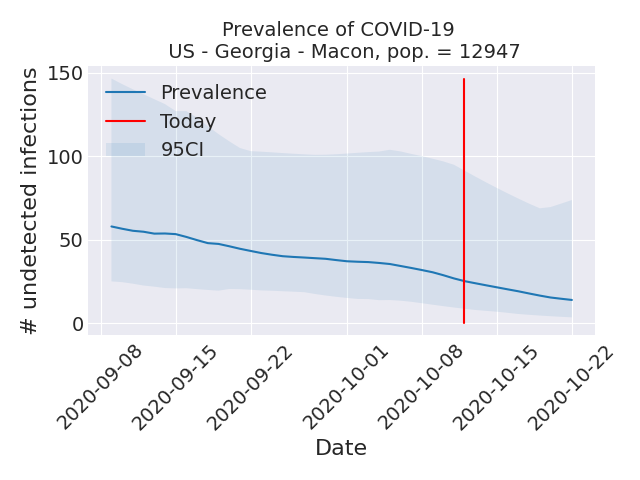 Prevalence of COVID-19
US - Georgia - Macon, pop. = 12947
# undetected infections
150
100
50
0
Prevalence
Today
95CI
2020-09-08
2020-09-15
2020-09-22
2020-10-01
2020-10-08
2020-10-15
2020-10-22
Date